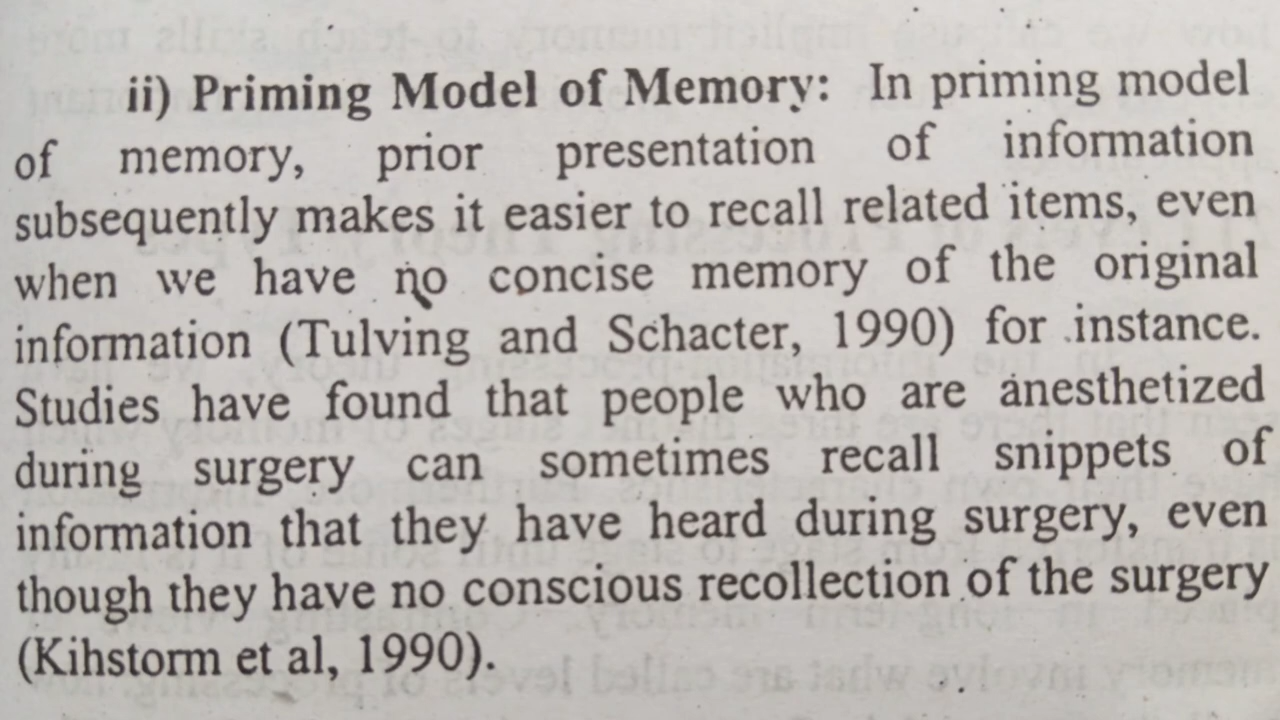 ii) Priming Model of Memory: In priming model
of memory, prior presentation of information
subsequently makes it easier to recall related items, even
when we have no concise memory of the original
information (Tulving and Schacter, 1990) for instance.
Studies have found that people who are anesthetized
during surgery can sometimes recall snippets of
information that they have heard during surgery, even
though they have no conscious recollection of the surgery
(Kihstorm et al, 1990).